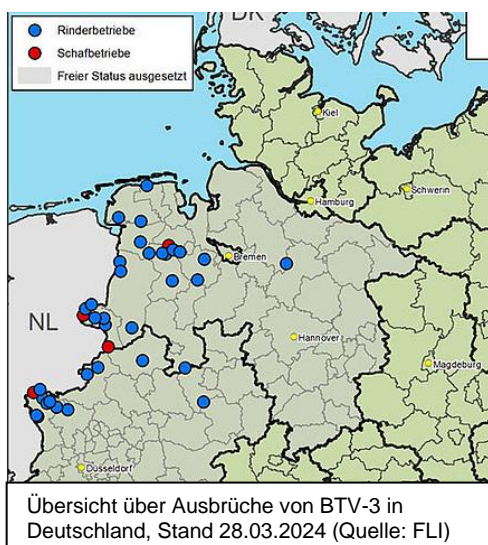 DK
Rinderbetriebe
Schafbetriebe
Freier Status ausgesetzt
Kiel
Schwerin
Hamburg
Bremen
NL
Hannover
Magdeburg
Düsseldorf
Übersicht über Ausbrüche von BTV-3 in
Deutschland, Stand 28.03.2024 (Quelle: FLI)